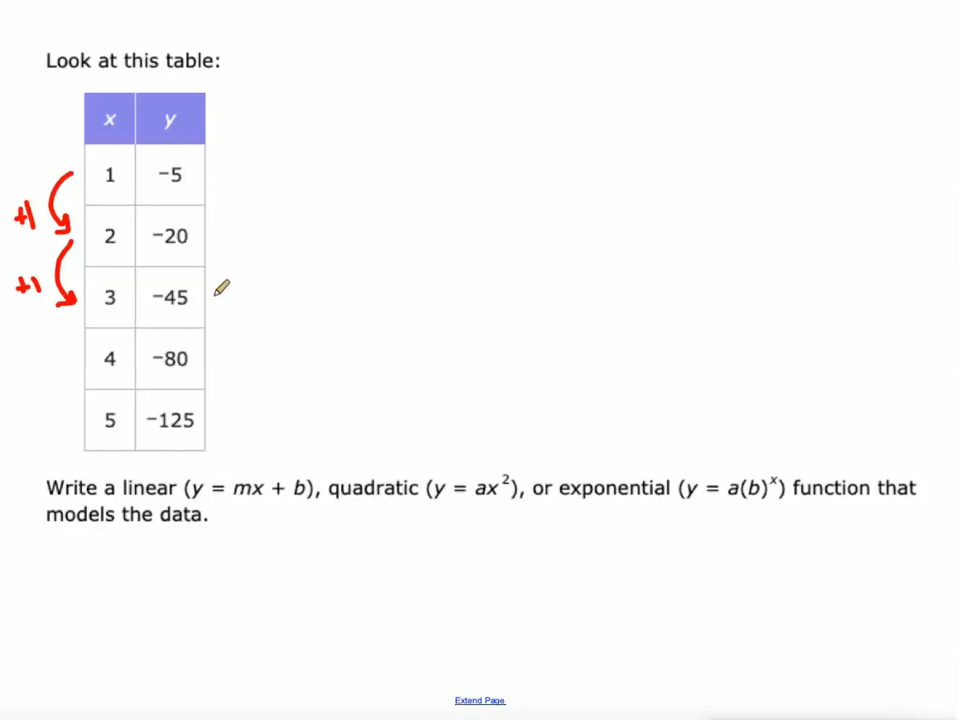 Look at this table:
x y
1 −5
+1
2 −20
+1
3 −45
4 −80
5 −125
Write a linear (y = mx + b), quadratic (y = ax²), or exponential (y = a(b)ˣ) function that
models the data.
Extend Page